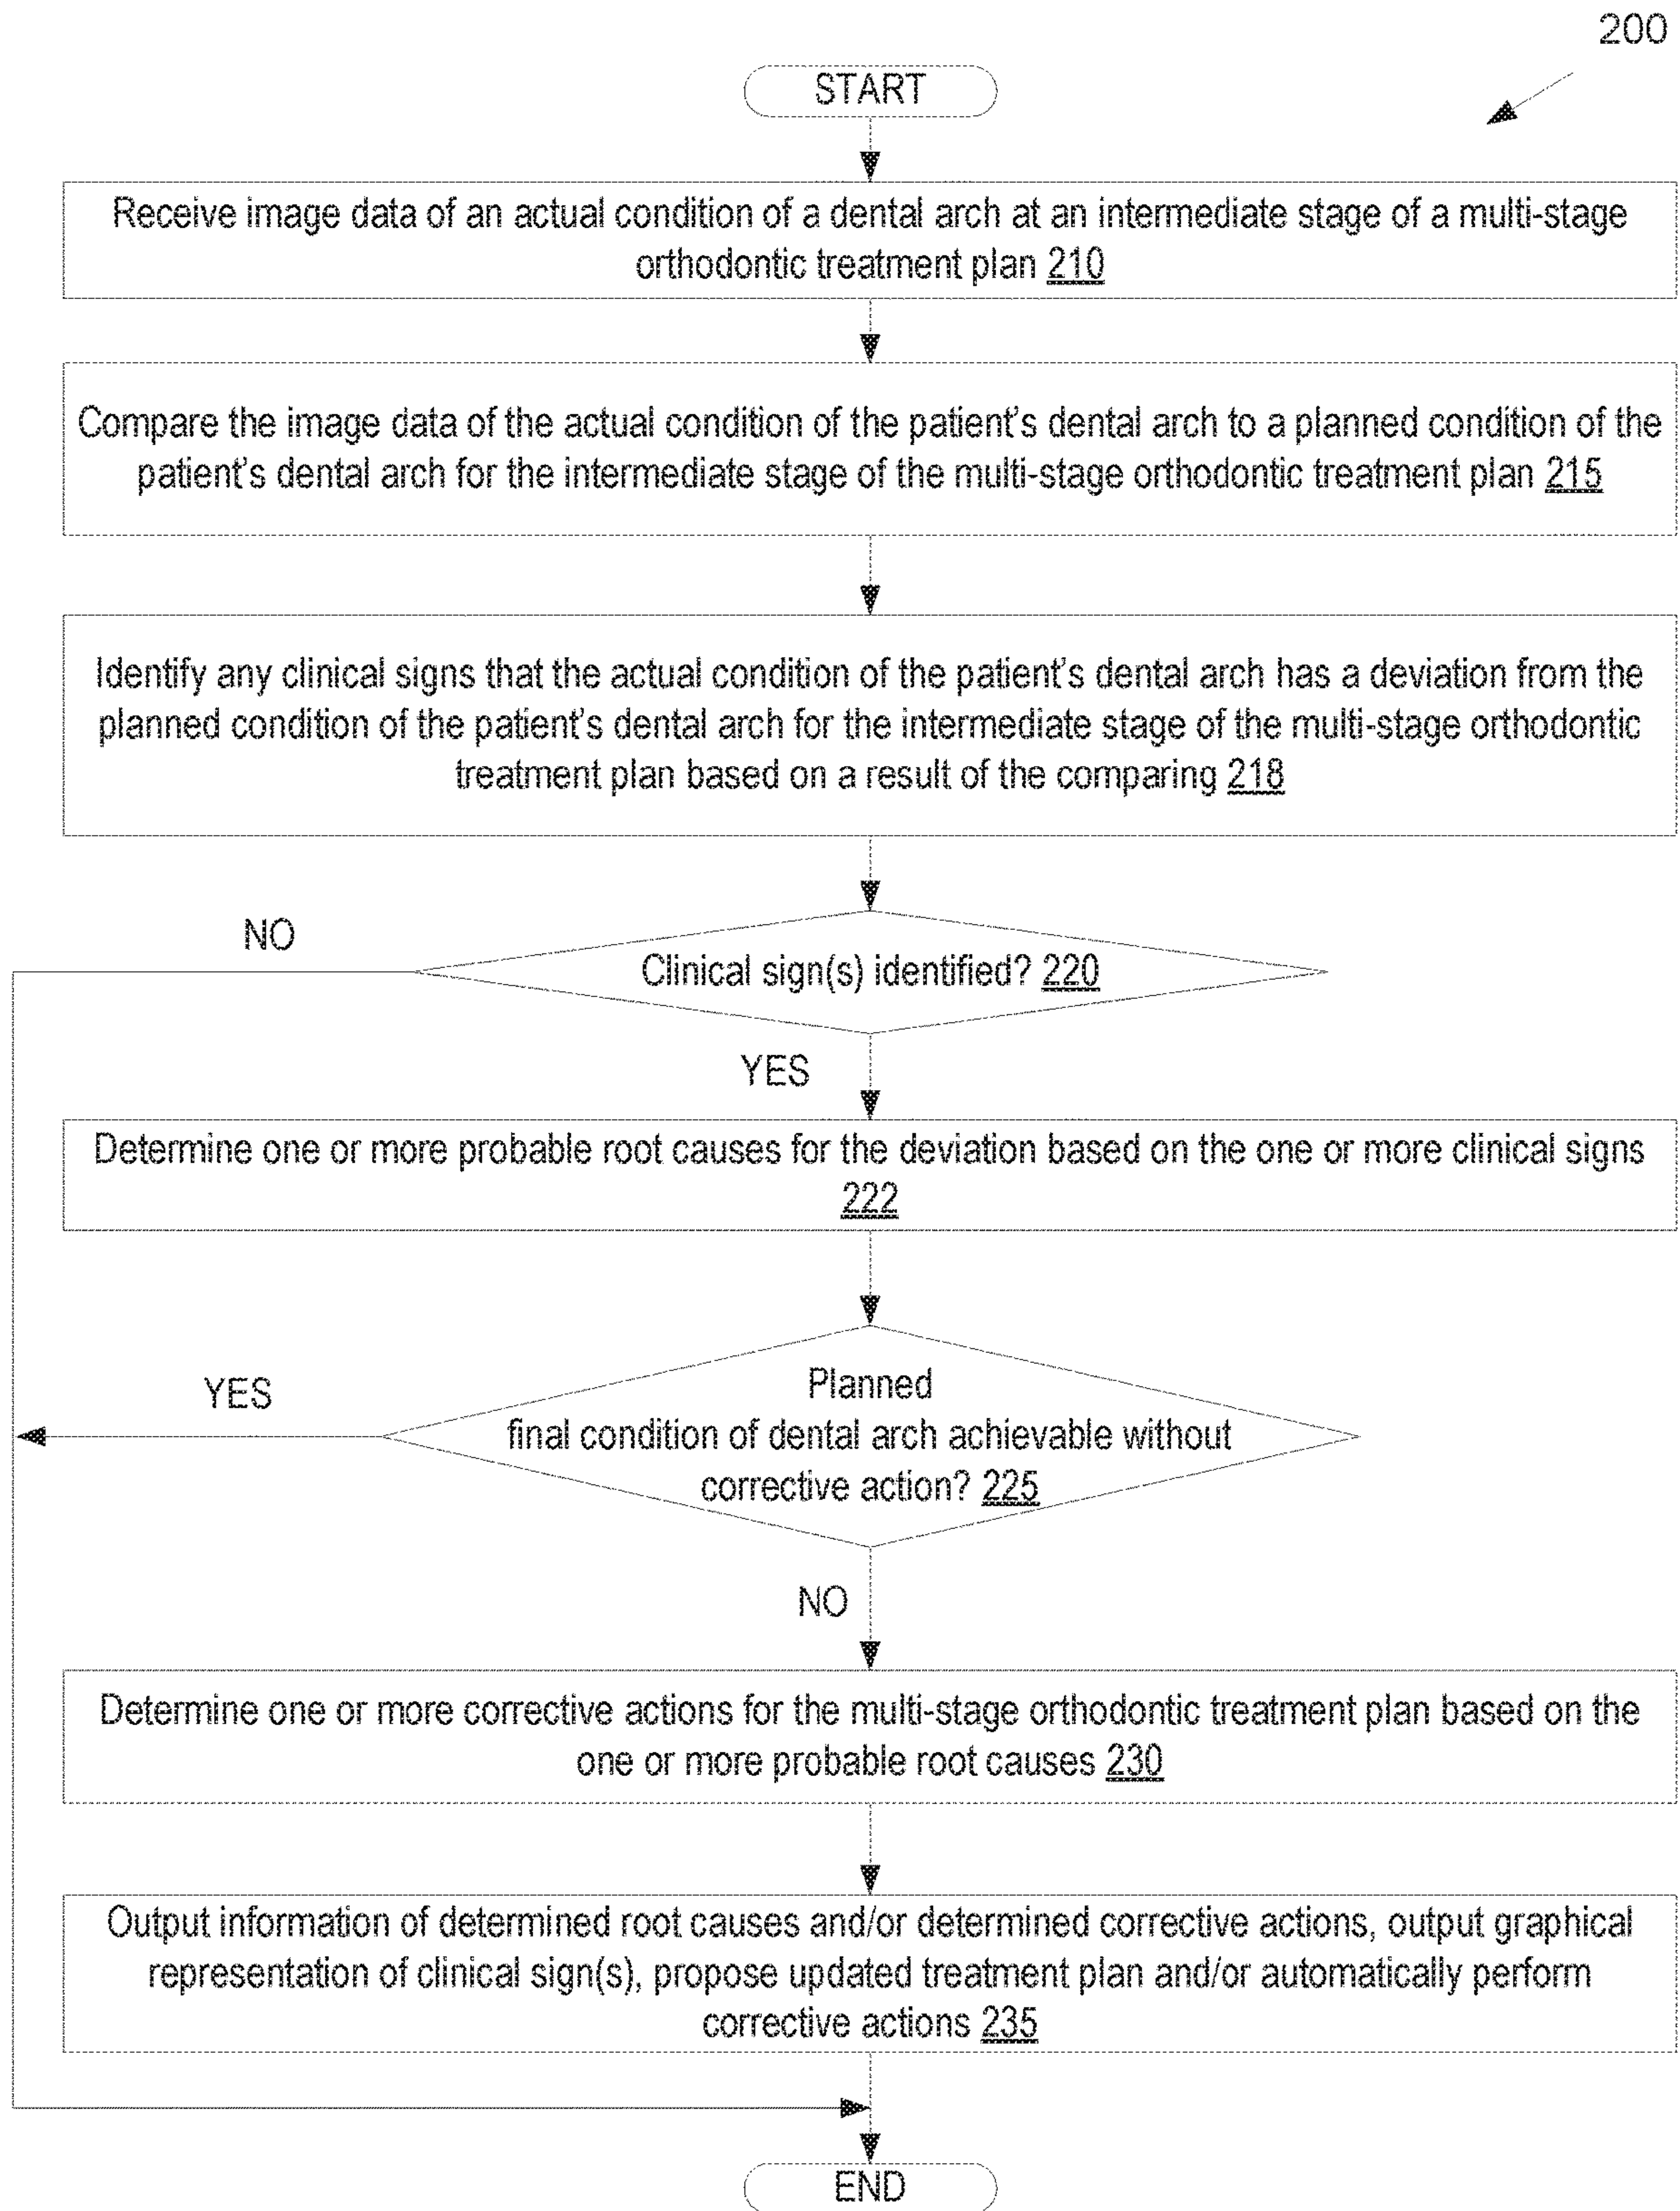 200
START
Receive image data of an actual condition of a dental arch at an intermediate stage of a multi-stage
orthodontic treatment plan 210
Compare the image data of the actual condition of the patient's dental arch to a planned condition of the
patient's dental arch for the intermediate stage of the multi-stage orthodontic treatment plan 215
Identify any clinical signs that the actual condition of the patient's dental arch has a deviation from the
planned condition of the patient's dental arch for the intermediate stage of the multi-stage orthodontic
treatment plan based on a result of the comparing 218
NO
Clinical sign(s) identified? 220
YES
Determine one or more probable root causes for the deviation based on the one or more clinical signs
222
Planned
YES
final condition of dental arch achievable without
corrective action? 225
NO
Determine one or more corrective actions for the multi-stage orthodontic treatment plan based on the
one or more probable root causes 230
Output information of determined root causes and/or determined corrective actions, output graphical
representation of clinical sign(s), propose updated treatment plan and/or automatically perform
corrective actions 235
END